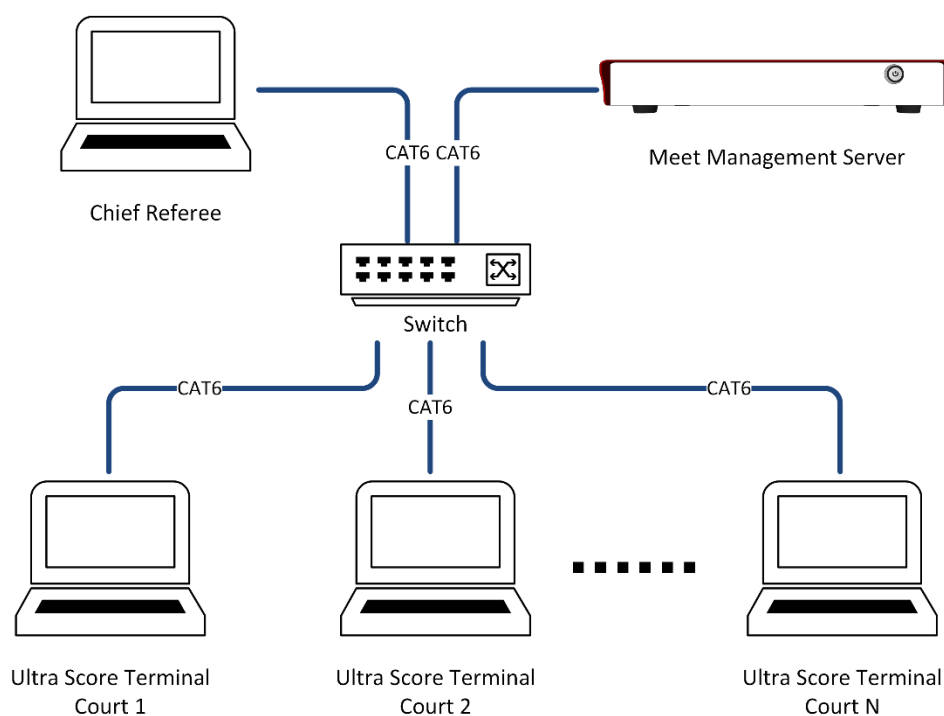 CAT6 CAT6
Meet Management Server
Chief Referee
Switch
CAT6
CAT6
CAT6
Ultra Score Terminal
Court 1
Ultra Score Terminal
Court 2
Ultra Score Terminal
Court N